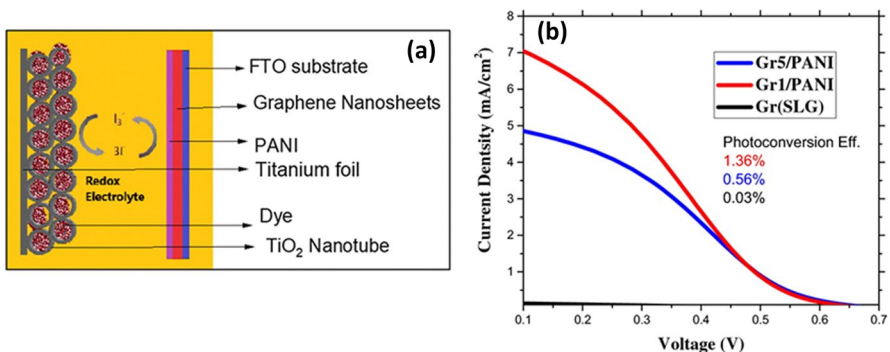 (a)
FTO substrate
Graphene Nanosheets
I3-
3I-
PANI
Titanium foil
Redox
Electrolyte
Dye
TiO2 Nanotube
(b)
8
7
6
5
4
3
2
1
Current Dentsity (mA/cm2)
Gr5/PANI
Gr1/PANI
Gr(SLG)
Photoconversion Eff.
1.36%
0.56%
0.03%
0.1 0.2 0.3 0.4 0.5 0.6 0.7
Voltage (V)